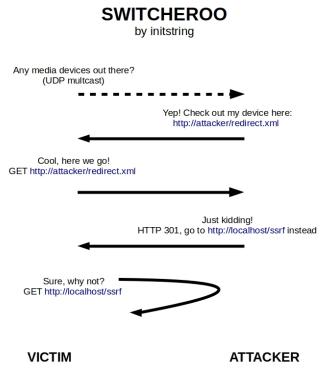 SWITCHEROO
by initstring
Any media devices out there?
(UDP multcast)
Yep! Check out my device here:
http://attacker/redirect.xml
Cool, here we go!
GET http://attacker/redirect.xml
Just kidding!
HTTP 301, go to http://localhost/ssrf instead
Sure, why not?
GET http://localhost/ssrf
VICTIM
ATTACKER